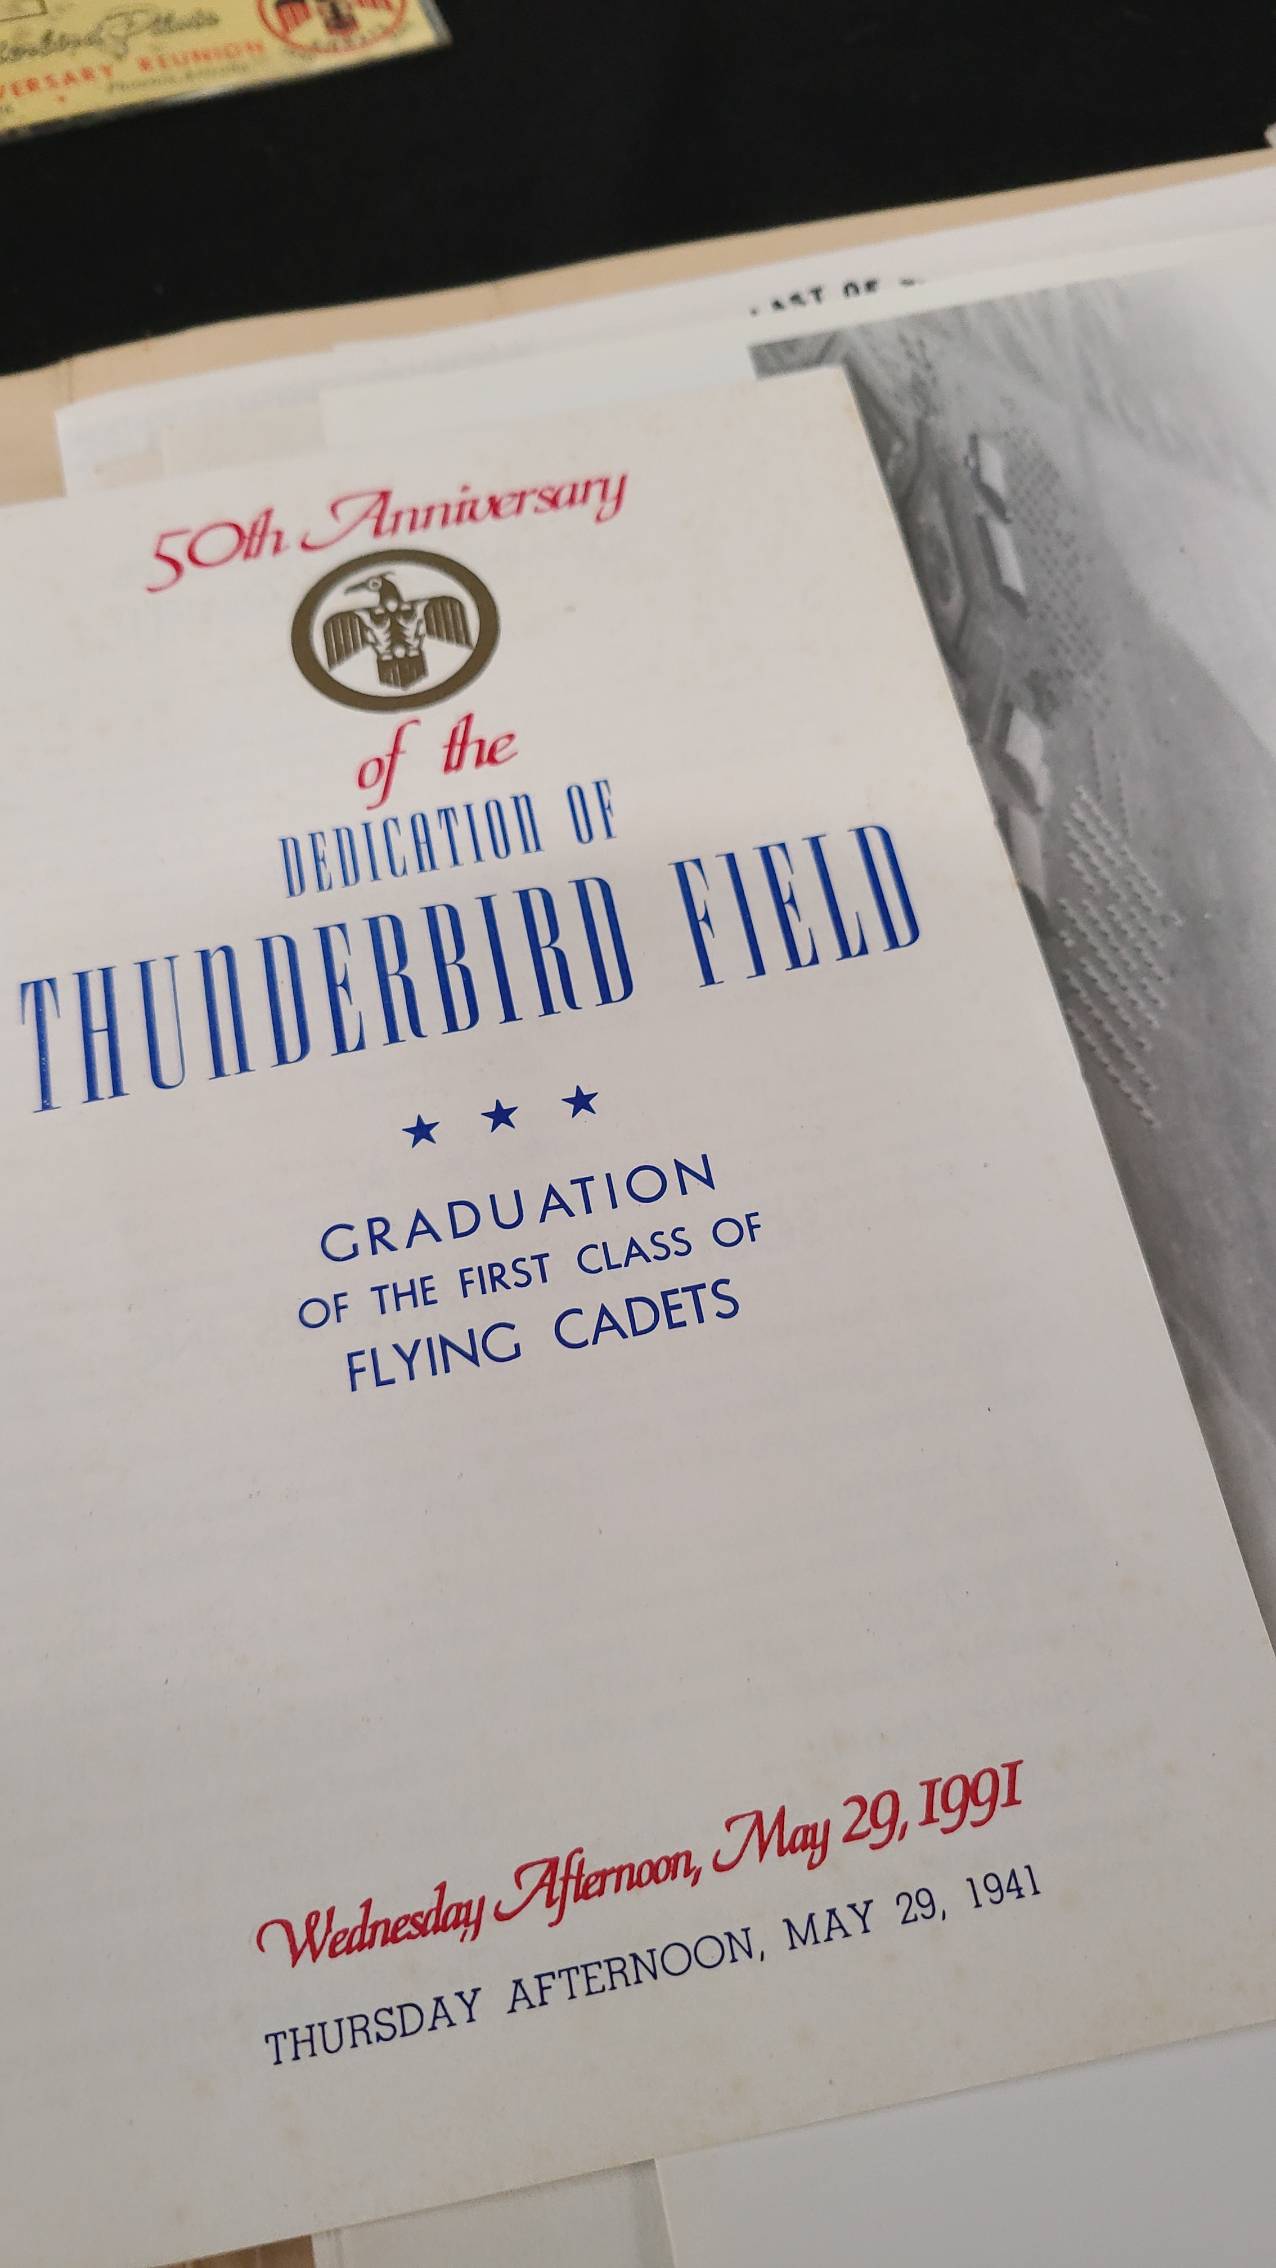 VERSARY REUNION
50th Anniversary
of the
DEDICATION OF
THUNDERBIRD FIELD
★ ★ ★
GRADUATION
OF THE FIRST CLASS OF
FLYING CADETS
Wednesday Afternoon, May 29, 1991
THURSDAY AFTERNOON, MAY 29, 1941